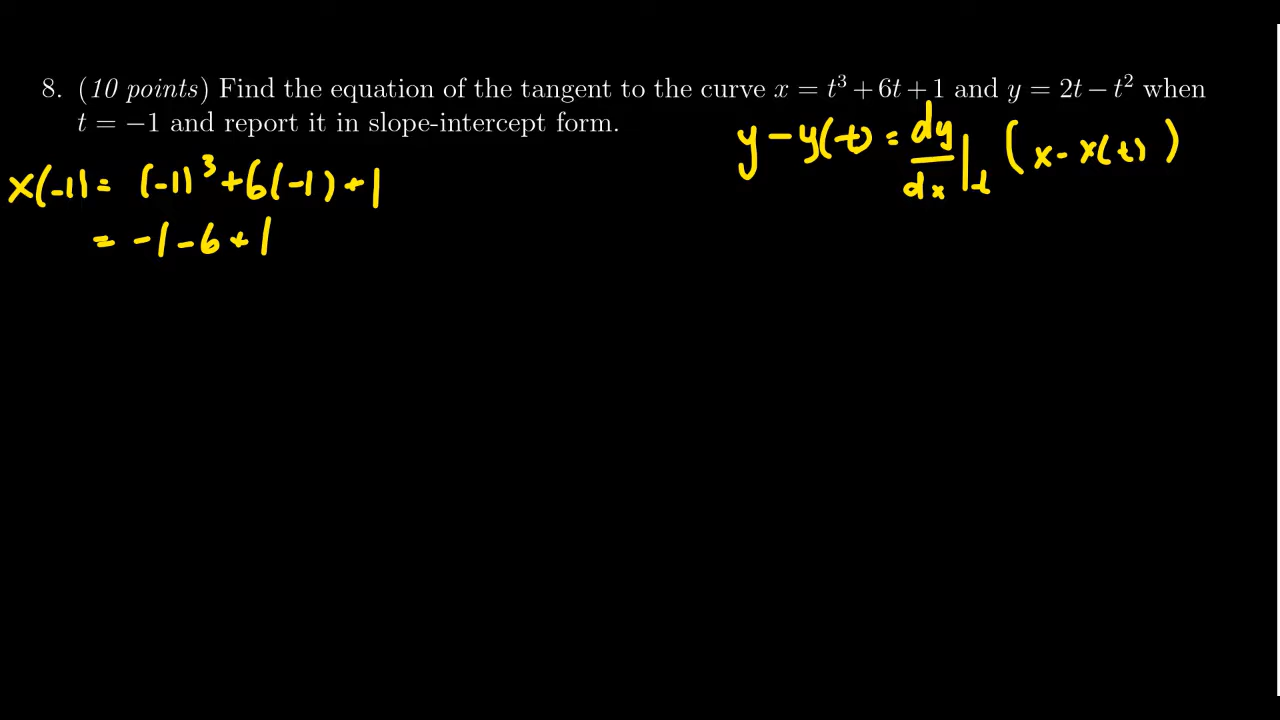 8. (10 points) Find the equation of the tangent to the curve x = t³ + 6t + 1 and y = 2t − t² when
t = −1 and report it in slope-intercept form.
y − y(t) = dy/dx|t (x − x(t))
x(−1) = (−1)³ + 6(−1) + 1
= −1 − 6 + 1